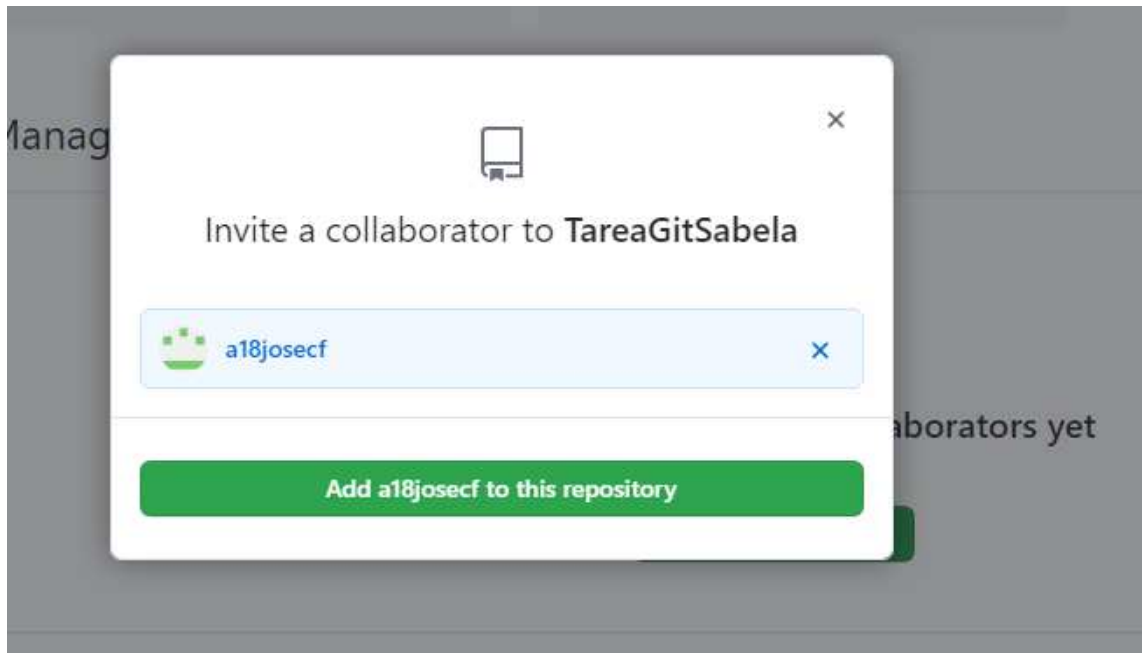 Manag
Invite a collaborator to TareaGitSabela
a18josecf
aborators yet
Add a18josecf to this repository